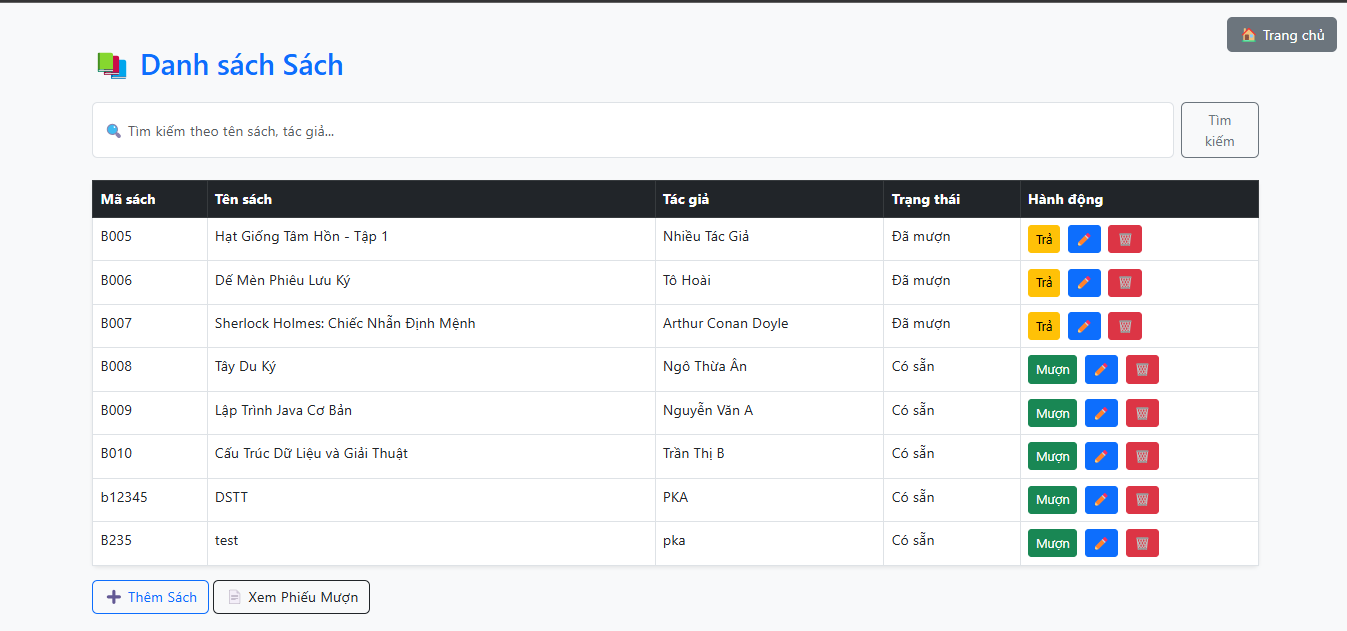 Trang chủ
Danh sách Sách
Tìm kiếm theo tên sách, tác giả...
Tìm
kiếm
Mã sách Tên sách Tác giả Trạng thái Hành động
B005 Hạt Giống Tâm Hồn - Tập 1 Nhiều Tác Giả Đã mượn Trả
B006 Dế Mèn Phiêu Lưu Ký Tô Hoài Đã mượn Trả
B007 Sherlock Holmes: Chiếc Nhẫn Định Mệnh Arthur Conan Doyle Đã mượn Trả
B008 Tây Du Ký Ngô Thừa Ân Có sẵn Mượn
B009 Lập Trình Java Cơ Bản Nguyễn Văn A Có sẵn Mượn
B010 Cấu Trúc Dữ Liệu và Giải Thuật Trần Thị B Có sẵn Mượn
b12345 DSTT PKA Có sẵn Mượn
B235 test pka Có sẵn Mượn
Thêm Sách Xem Phiếu Mượn